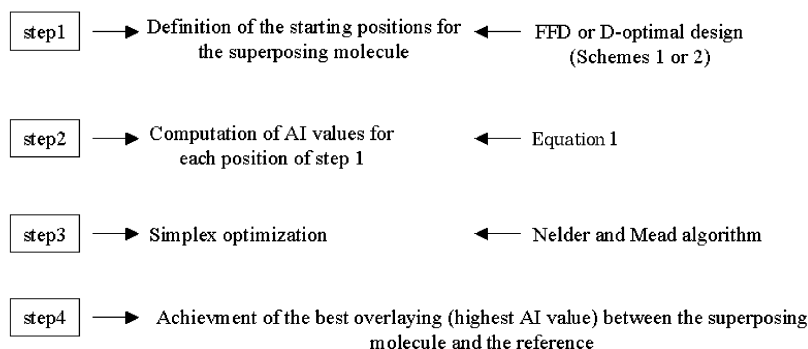 step1 Definition of the starting positions for FFD or D-optimal design
the superposing molecule (Schemes 1 or 2)
step2 Computation of AI values for Equation 1
each position of step 1
step3 Simplex optimization Nelder and Mead algorithm
step4 Achievment of the best overlaying (highest AI value) between the superposing
molecule and the reference